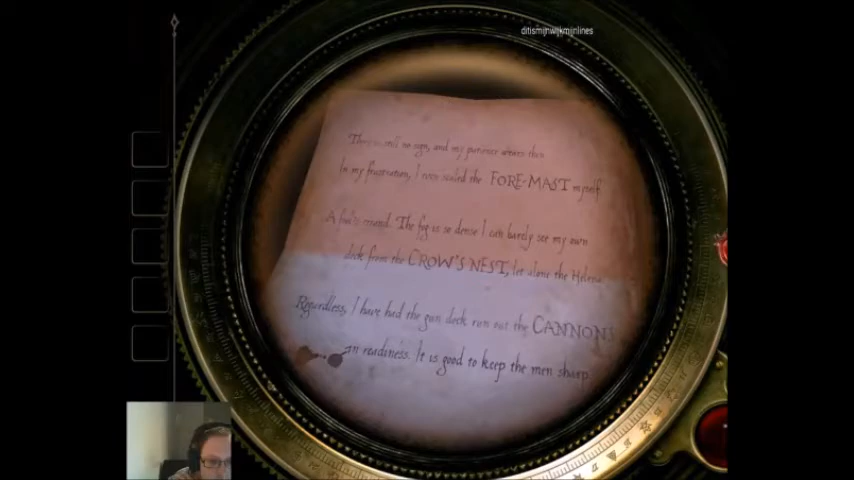 ditismijnwijkmijnlines
There is still no sign, and my patience wears thin
In my frustration, I even scaled the FORE-MAST myself
A fool's errand. The fog is so dense I can barely see my own
deck from the CROW'S NEST, let alone the Helena
Regardless, I have had the gun deck run out the CANNONS
in readiness. It is good to keep the men sharp